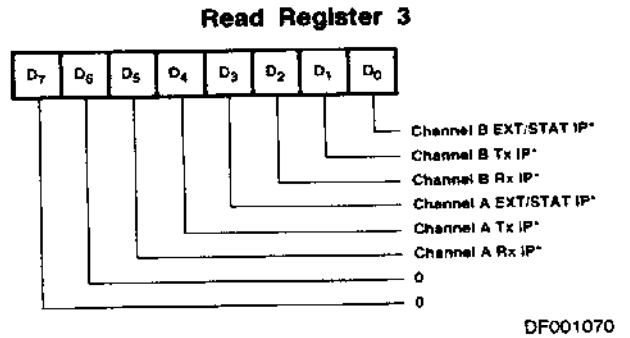 Read Register 3
D7 D6 D5 D4 D3 D2 D1 D0
Channel B EXT/STAT IP*
Channel B Tx IP*
Channel B Rx IP*
Channel A EXT/STAT IP*
Channel A Tx IP*
Channel A Rx IP*
0
0
DF001070